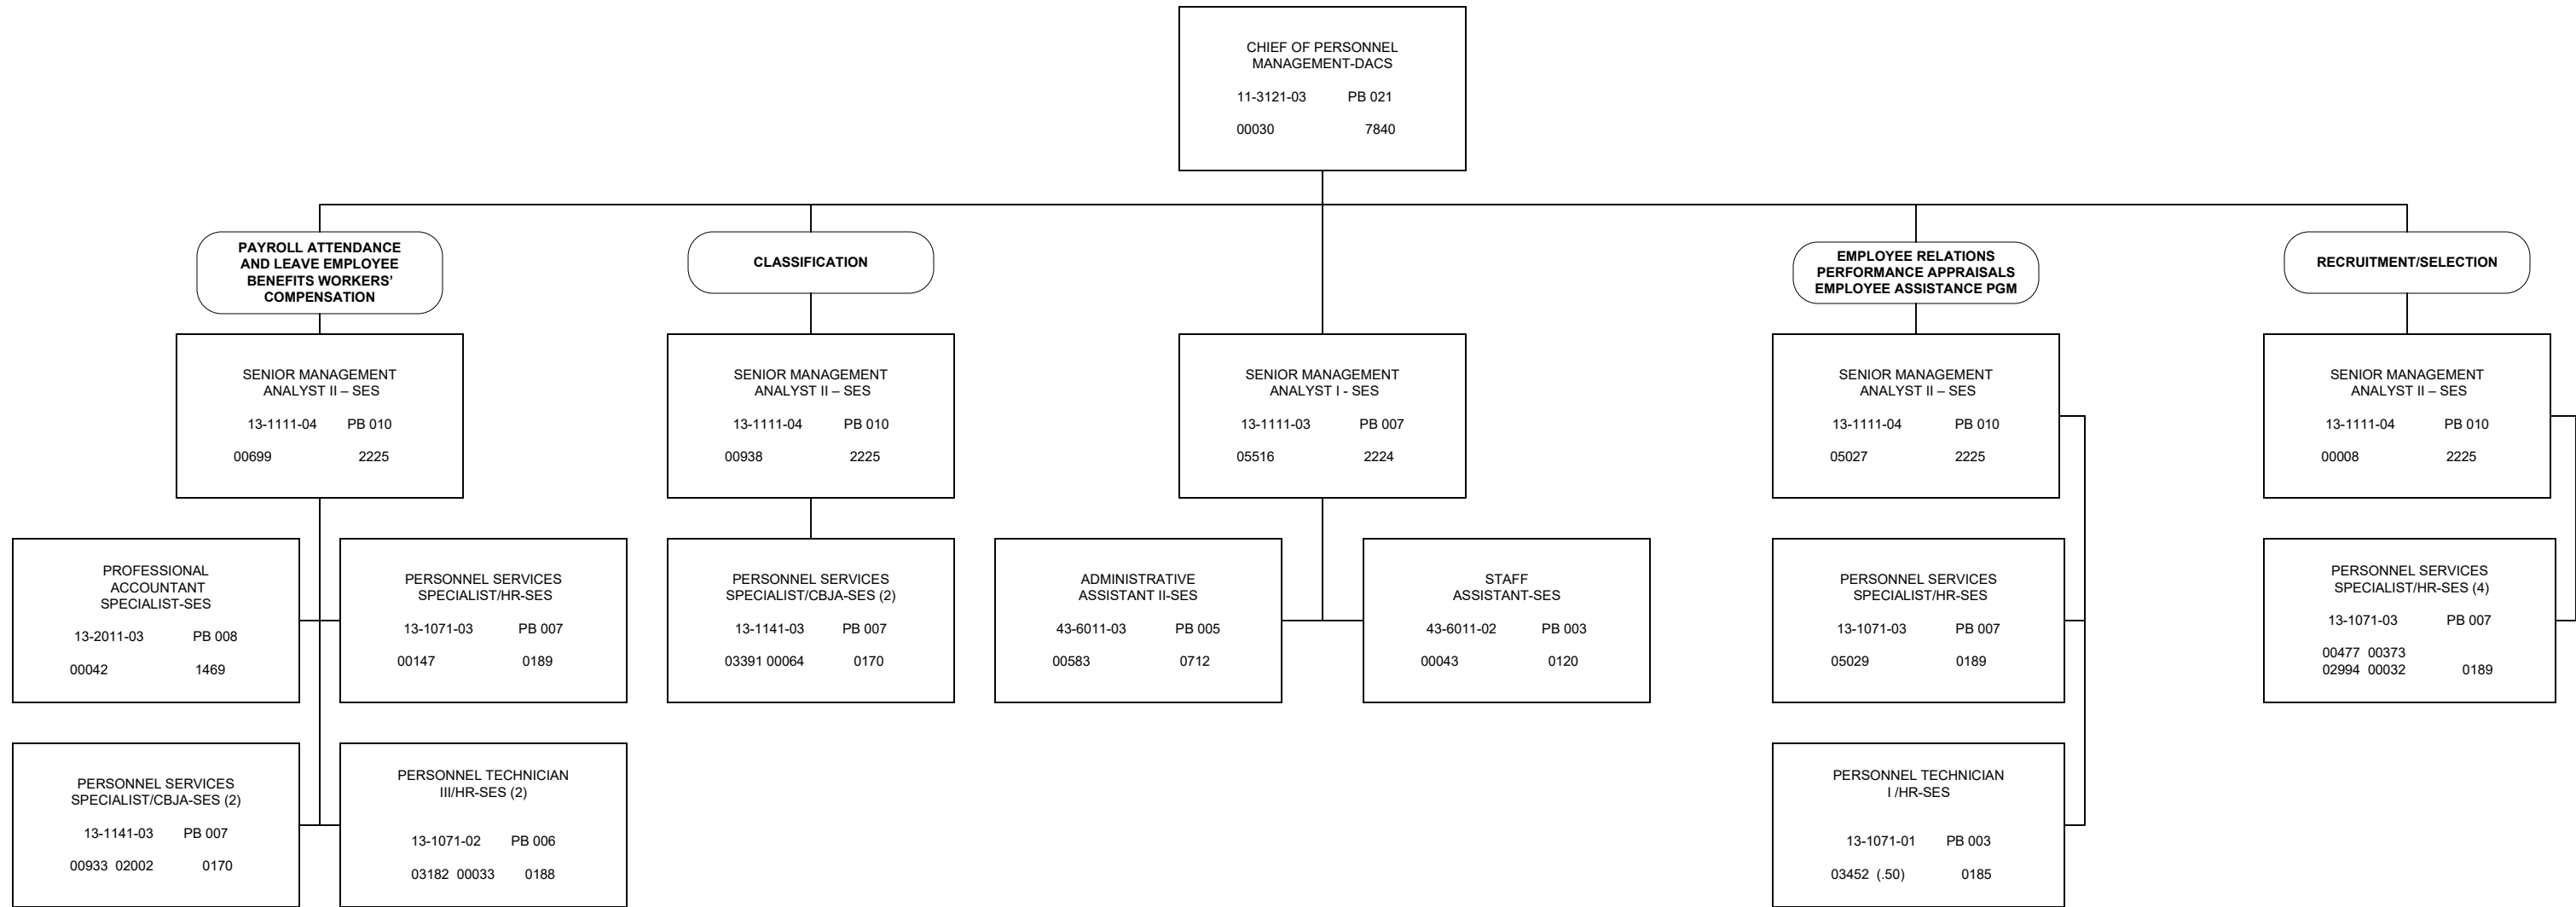 CHIEF OF PERSONNEL
MANAGEMENT-DACS
11-3121-03 PB 021
00030 7840
PAYROLL ATTENDANCE
AND LEAVE EMPLOYEE
BENEFITS WORKERS’
COMPENSATION
CLASSIFICATION
EMPLOYEE RELATIONS
PERFORMANCE APPRAISALS
EMPLOYEE ASSISTANCE PGM
RECRUITMENT/SELECTION
SENIOR MANAGEMENT
ANALYST II – SES
13-1111-04 PB 010
00699 2225
SENIOR MANAGEMENT
ANALYST II – SES
13-1111-04 PB 010
00938 2225
SENIOR MANAGEMENT
ANALYST I - SES
13-1111-03 PB 007
05516 2224
SENIOR MANAGEMENT
ANALYST II – SES
13-1111-04 PB 010
05027 2225
SENIOR MANAGEMENT
ANALYST II – SES
13-1111-04 PB 010
00008 2225
PROFESSIONAL
ACCOUNTANT
SPECIALIST-SES
13-2011-03 PB 008
00042 1469
PERSONNEL SERVICES
SPECIALIST/HR-SES
13-1071-03 PB 007
00147 0189
PERSONNEL SERVICES
SPECIALIST/CBJA-SES (2)
13-1141-03 PB 007
03391 00064 0170
ADMINISTRATIVE
ASSISTANT II-SES
43-6011-03 PB 005
00583 0712
STAFF
ASSISTANT-SES
43-6011-02 PB 003
00043 0120
PERSONNEL SERVICES
SPECIALIST/HR-SES
13-1071-03 PB 007
05029 0189
PERSONNEL SERVICES
SPECIALIST/HR-SES (4)
13-1071-03 PB 007
00477 00373
02994 00032 0189
PERSONNEL SERVICES
SPECIALIST/CBJA-SES (2)
13-1141-03 PB 007
00933 02002 0170
PERSONNEL TECHNICIAN
III/HR-SES (2)
13-1071-02 PB 006
03182 00033 0188
PERSONNEL TECHNICIAN
I /HR-SES
13-1071-01 PB 003
03452 (.50) 0185